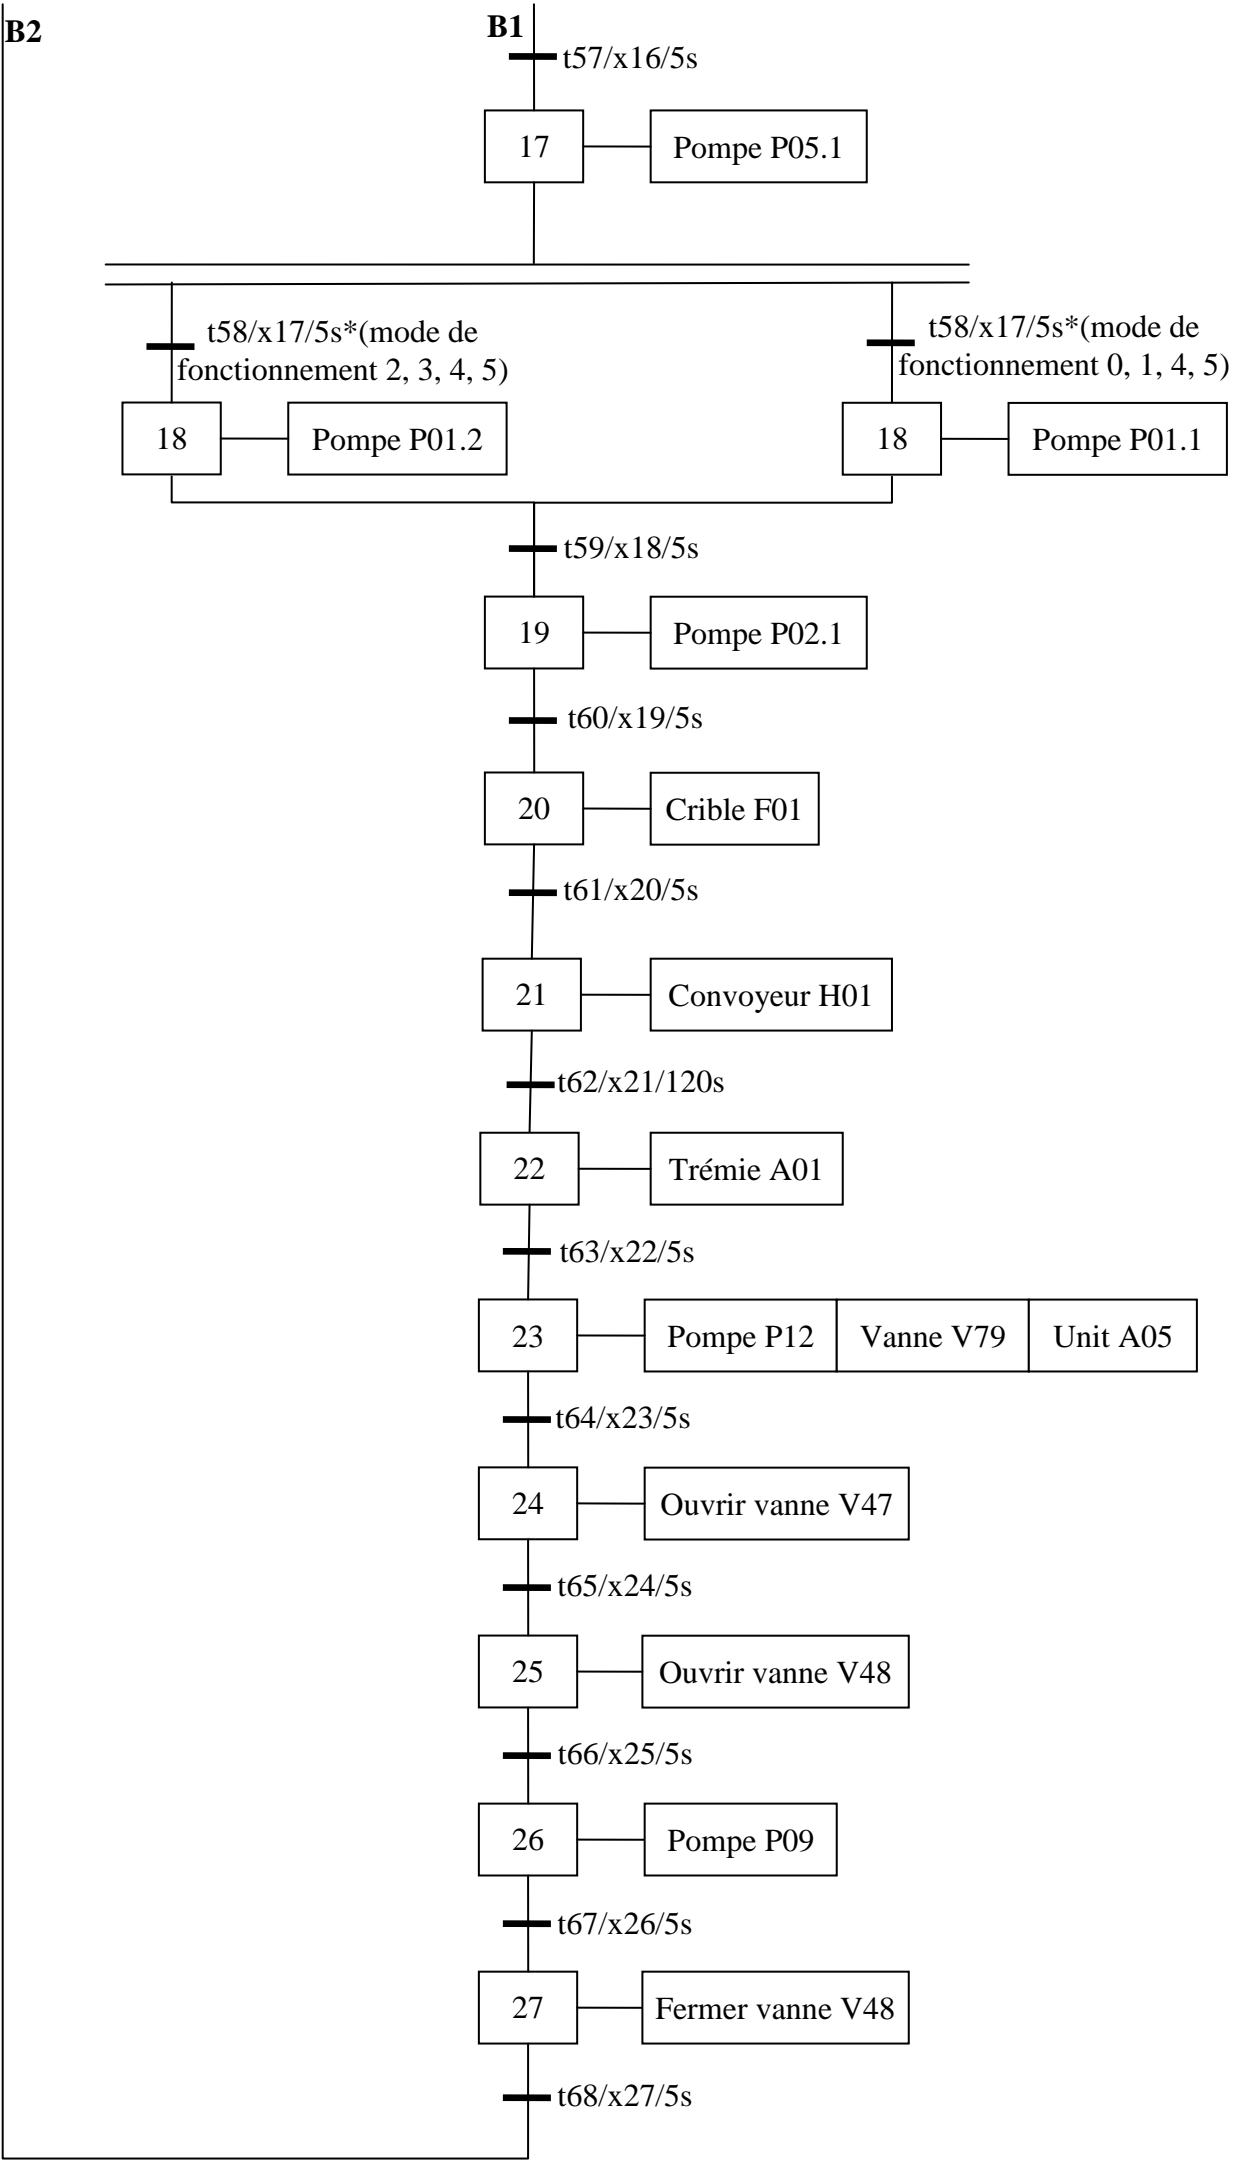 B2
B1
t57/x16/5s
17
Pompe P05.1
t58/x17/5s*(mode de
fonctionnement 2, 3, 4, 5)
t58/x17/5s*(mode de
fonctionnement 0, 1, 4, 5)
18
Pompe P01.2
18
Pompe P01.1
t59/x18/5s
19
Pompe P02.1
t60/x19/5s
20
Crible F01
t61/x20/5s
21
Convoyeur H01
t62/x21/120s
22
Trémie A01
t63/x22/5s
23
Pompe P12
Vanne V79
Unit A05
t64/x23/5s
24
Ouvrir vanne V47
t65/x24/5s
25
Ouvrir vanne V48
t66/x25/5s
26
Pompe P09
t67/x26/5s
27
Fermer vanne V48
t68/x27/5s